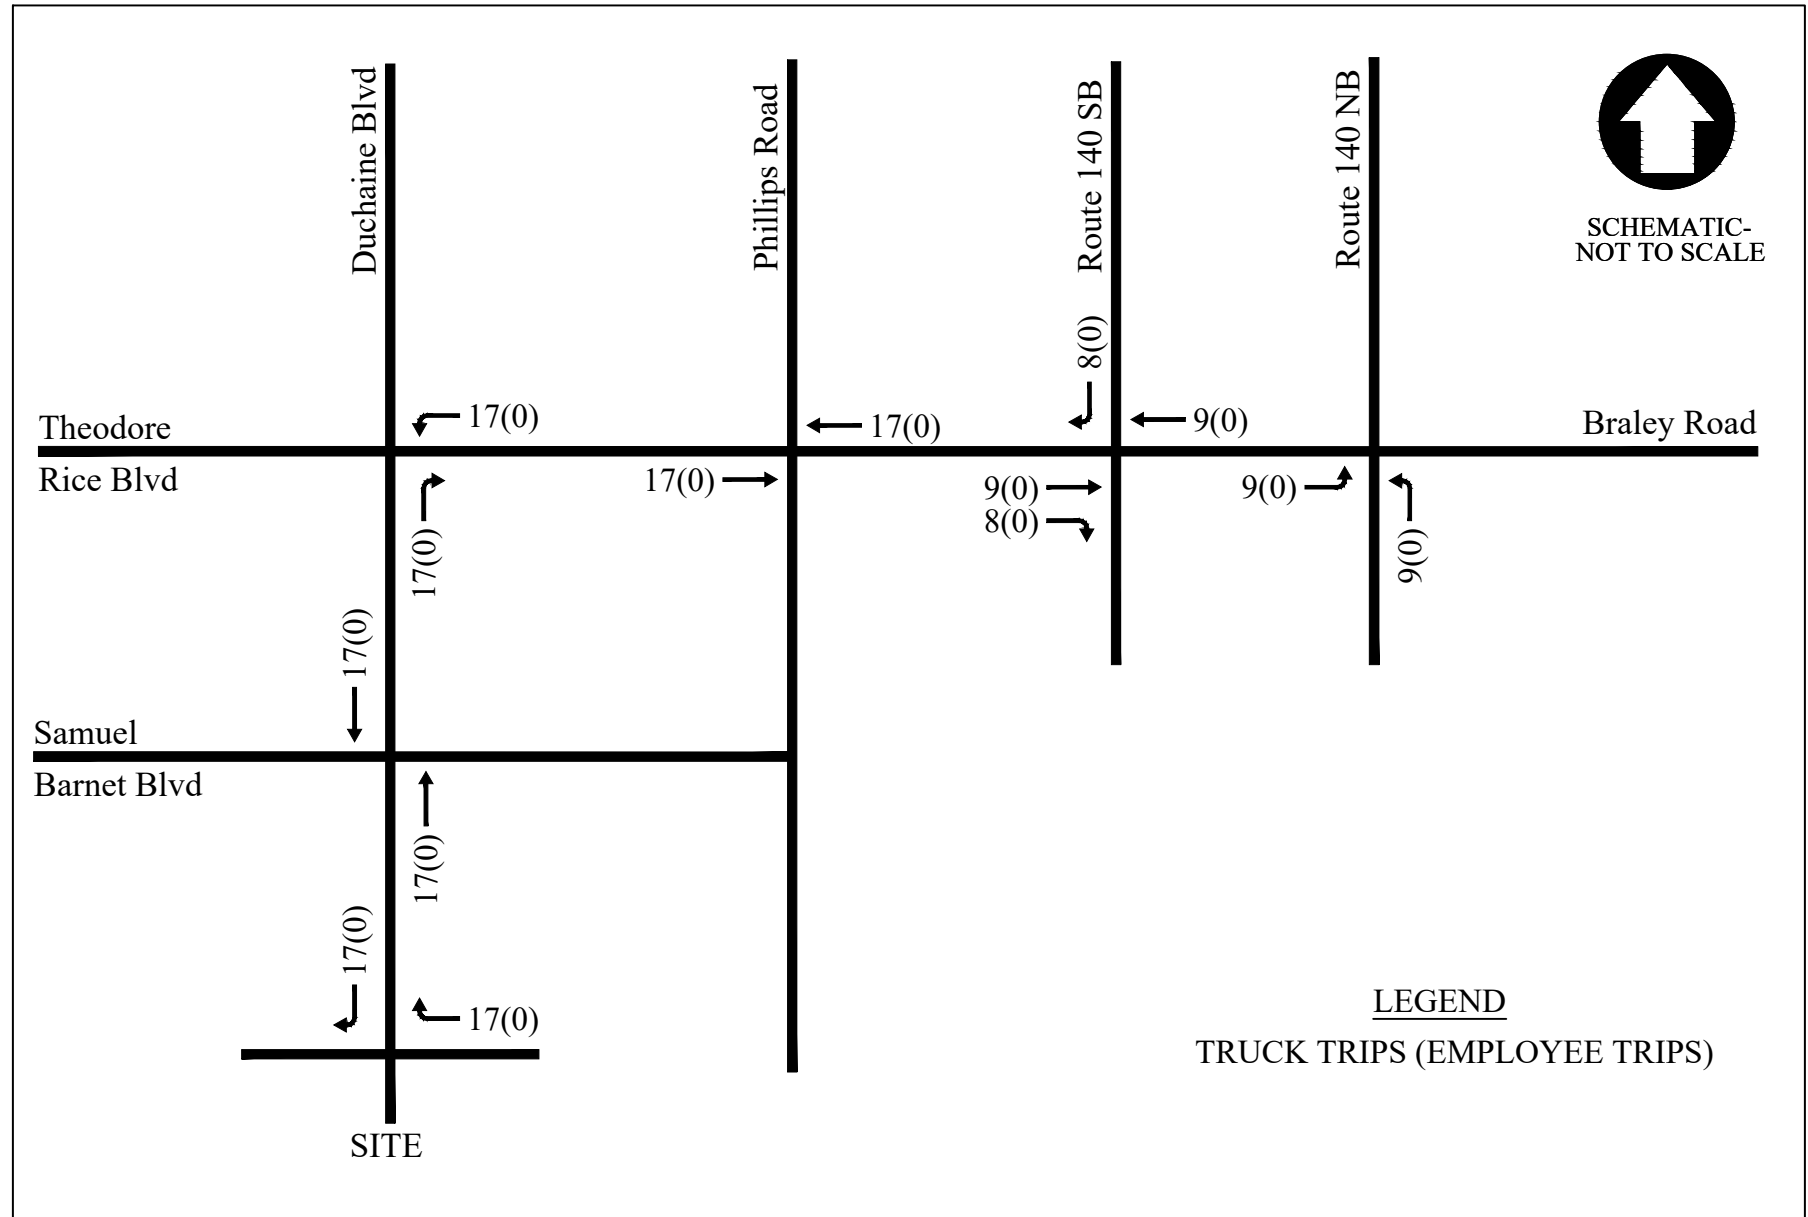 Duchaine Blvd
Phillips Road
Route 140 SB
Route 140 NB
SCHEMATIC-
NOT TO SCALE
8(0)
Theodore
17(0)
17(0)
9(0)
Braley Road
Rice Blvd
17(0)
9(0)
9(0)
8(0)
17(0)
9(0)
17(0)
Samuel
Barnet Blvd
17(0)
17(0)
17(0)
LEGEND
TRUCK TRIPS (EMPLOYEE TRIPS)
SITE